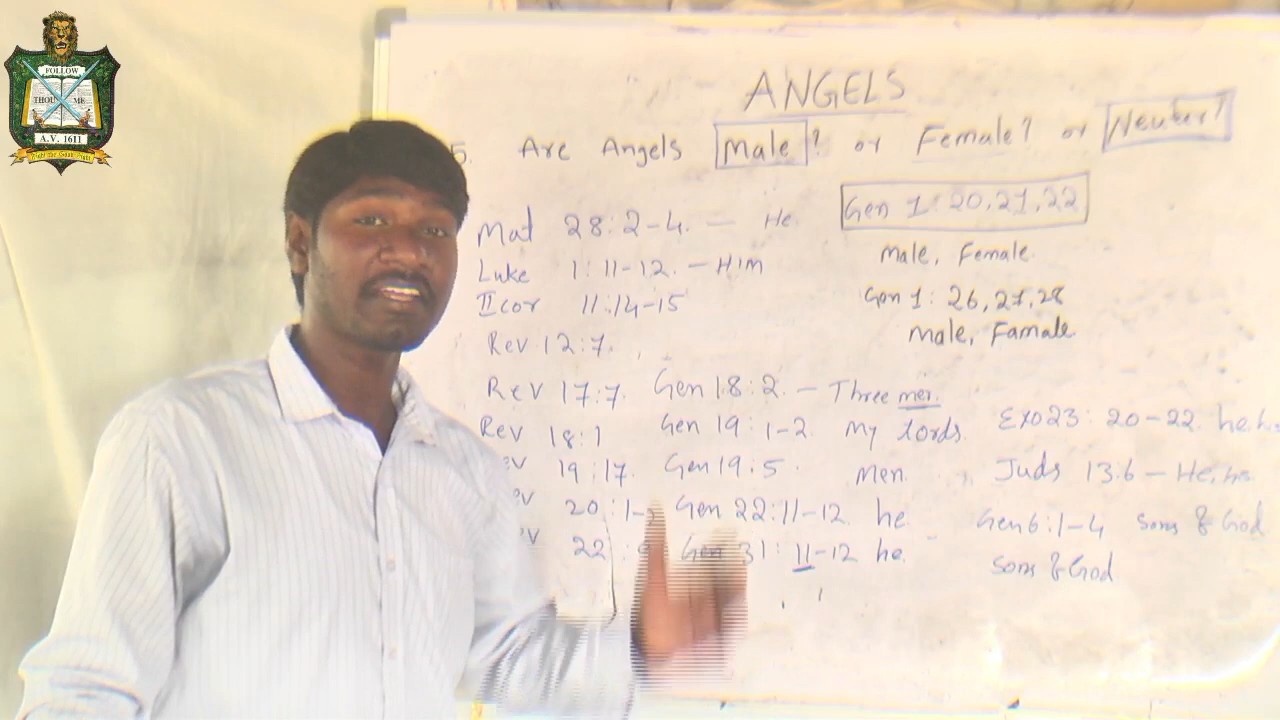 FOLLOW
THOU ME
A.V. 1611
ANGELS
5. Are Angels Male? or Female? or Neuter?
Mat 28:2-4. - He
Luke 1:11-12. - Him
II cor 11:14-15
Rev 12:7.
Rev 17:7.
Rev 18:1
ev 19:17.
ev 20:1-
ev 22:
Gen 18:2. - Three men.
Gen 19:1-2. My lords.
Gen 19:5. Men.
Gen 22:11-12. he
Gen 31:11-12 he.
Gen 1:20,21,22
Male, Female.
Gen 1:26,27,28
Male, Famale.
Exo 23:20-22. he,
Juds 13:6 - He,
Gen 6:1-4 sons of God
sons of God